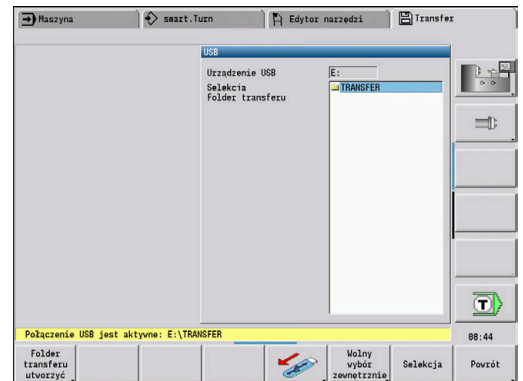 Maszyna
smart.Turn
Edytor narzędzi
Transfer
USB
Urządzenie USB
E:
Selekcja
Folder transferu
TRANSFER
T
Połączenie USB jest aktywne: E:\TRANSFER
08:44
Folder
transferu
utworzyć
Wolny
wybór
zewnętrznie
Selekcja
Powrót